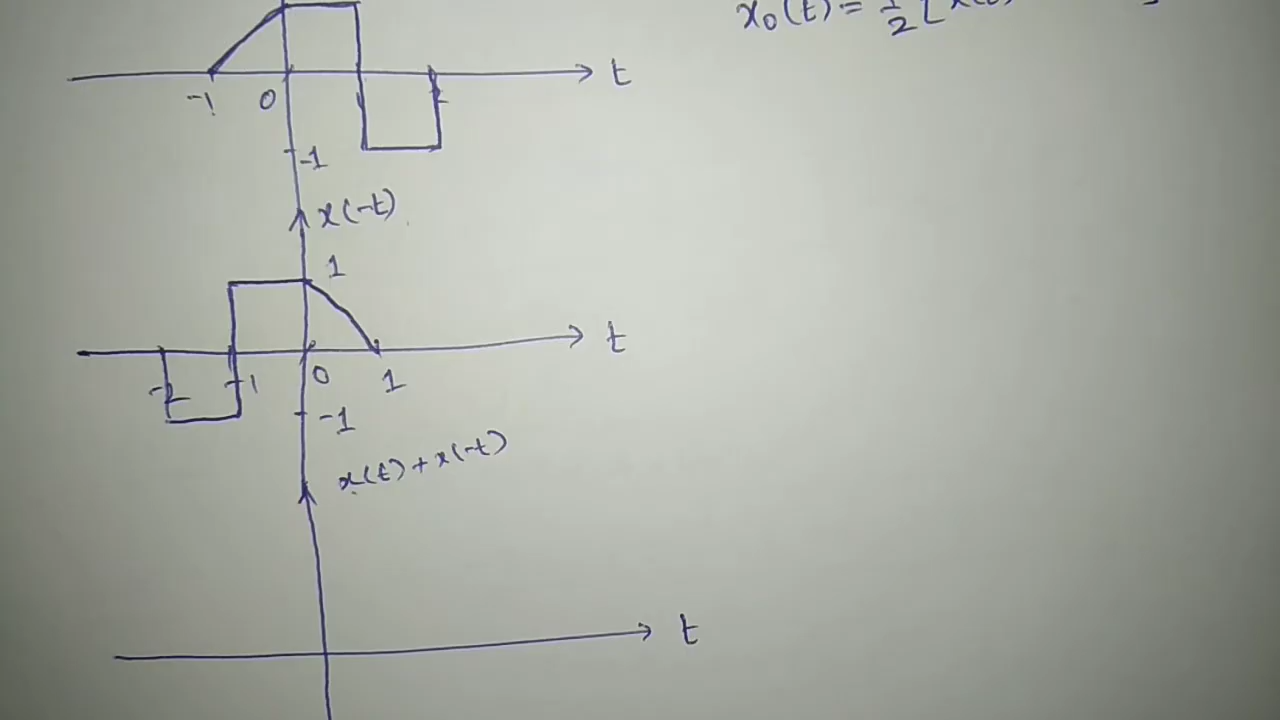 x₀(t) = 1/2 [
t
-1 0
-1
x(-t)
1
t
-2 -1 0 1
-1
x(t) + x(-t)
t